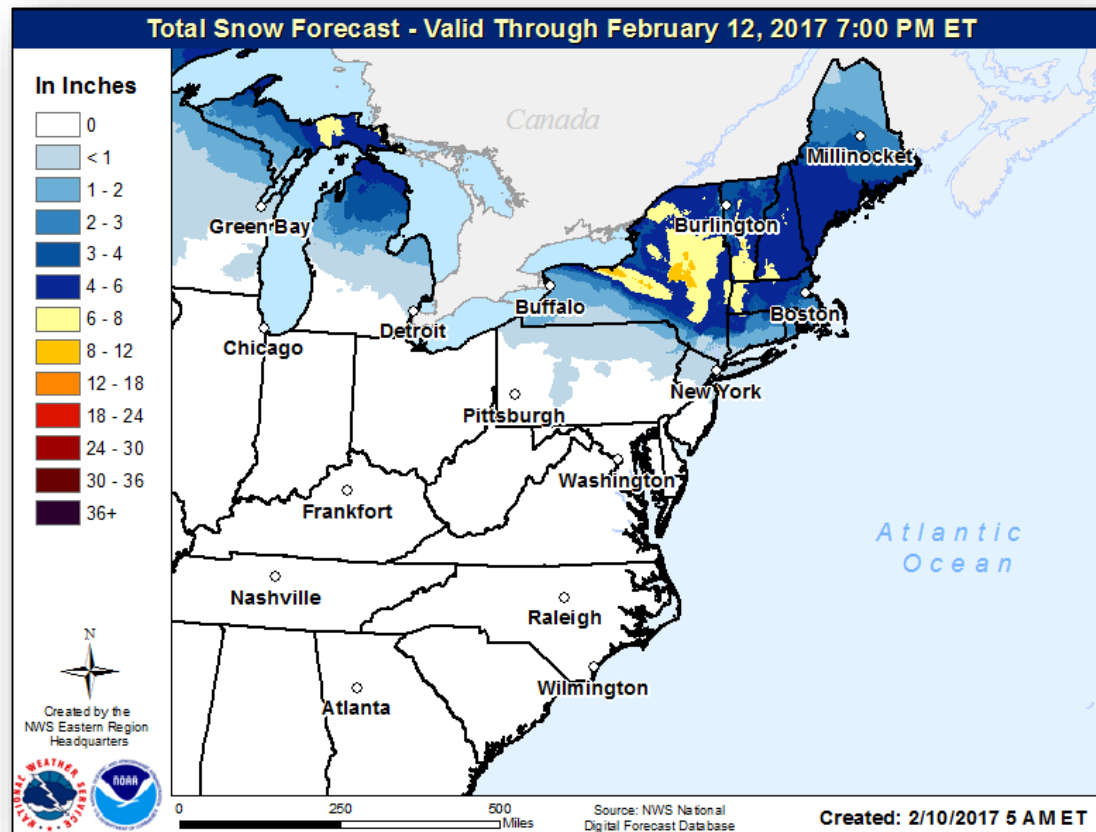 Total Snow Forecast - Valid Through February 12, 2017 7:00 PM ET
In Inches
0
< 1
1 - 2
2 - 3
3 - 4
4 - 6
6 - 8
8 - 12
12 - 18
18 - 24
24 - 30
30 - 36
36+
Canada
Millinocket
Green Bay
Burlington
Buffalo
Boston
Detroit
Chicago
New York
Pittsburgh
Washington
Frankfort
Atlantic
Ocean
Nashville
Raleigh
Wilmington
Atlanta
N
Created by the
NWS Eastern Region
Headquarters
NATIONAL WEATHER SERVICE
NOAA
0 250 500
Miles
Source: NWS National
Digital Forecast Database
Created: 2/10/2017 5 AM ET